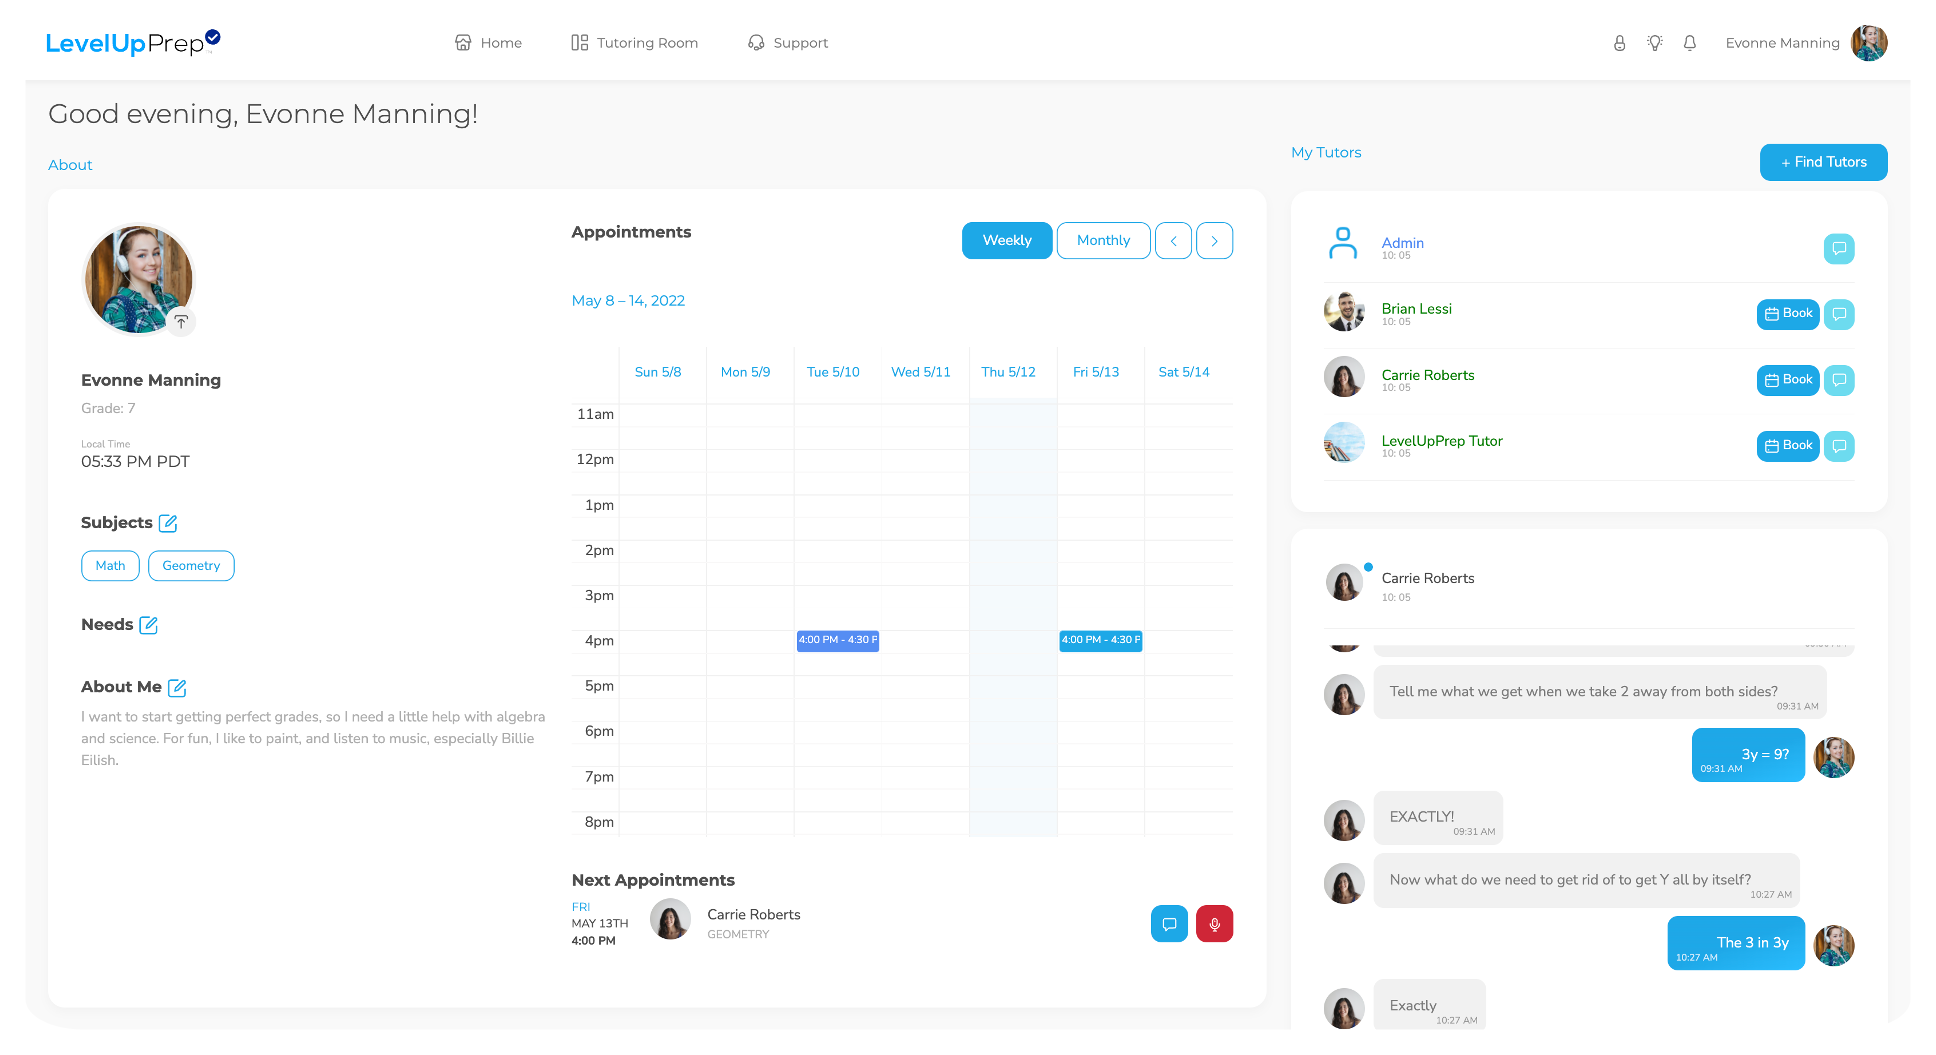 LevelUpPrep
Home
Tutoring Room
Support
Evonne Manning
Good evening, Evonne Manning!
About
My Tutors
+ Find Tutors
Evonne Manning
Grade: 7
Local Time
05:33 PM PDT
Subjects
Math
Geometry
Needs
About Me
I want to start getting perfect grades, so I need a little help with algebra
and science. For fun, I like to paint, and listen to music, especially Billie
Eilish.
Appointments
Weekly
Monthly
May 8 – 14, 2022
Sun 5/8
Mon 5/9
Tue 5/10
Wed 5/11
Thu 5/12
Fri 5/13
Sat 5/14
11am
12pm
1pm
2pm
3pm
4pm
4:00 PM - 4:30 P
4:00 PM - 4:30 P
5pm
6pm
7pm
8pm
Next Appointments
FRI
MAY 13TH
4:00 PM
Carrie Roberts
GEOMETRY
Admin
10: 05
Brian Lessi
10: 05
Book
Carrie Roberts
10: 05
Book
LevelUpPrep Tutor
10: 05
Book
Carrie Roberts
10: 05
Tell me what we get when we take 2 away from both sides?
09:31 AM
3y = 9?
09:31 AM
EXACTLY!
09:31 AM
Now what do we need to get rid of to get Y all by itself?
10:27 AM
The 3 in 3y
10:27 AM
Exactly
10:27 AM